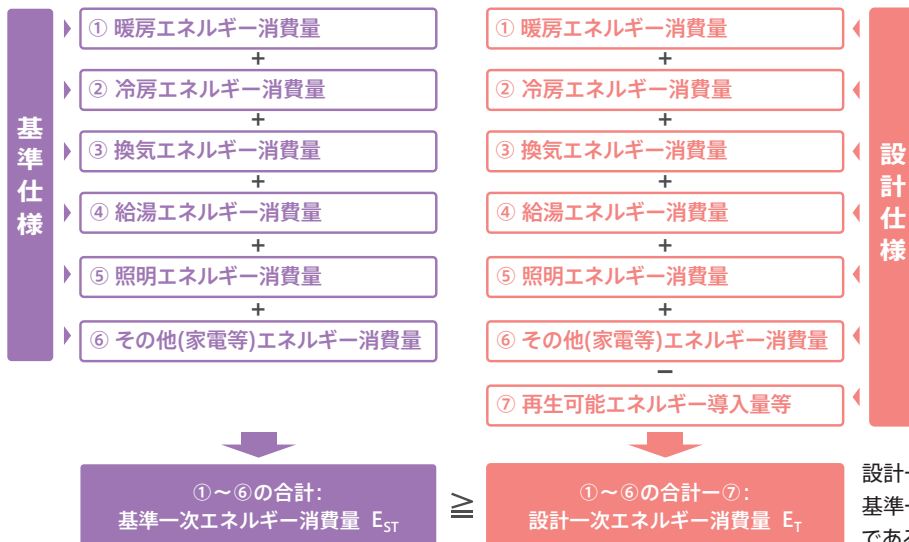 基準仕様
① 暖房エネルギー消費量
+
② 冷房エネルギー消費量
+
③ 換気エネルギー消費量
+
④ 給湯エネルギー消費量
+
⑤ 照明エネルギー消費量
+
⑥ その他(家電等)エネルギー消費量
①～⑥の合計:
基準一次エネルギー消費量 E_ST
≧
設計仕様
① 暖房エネルギー消費量
+
② 冷房エネルギー消費量
+
③ 換気エネルギー消費量
+
④ 給湯エネルギー消費量
+
⑤ 照明エネルギー消費量
+
⑥ その他(家電等)エネルギー消費量
−
⑦ 再生可能エネルギー導入量等
①～⑥の合計ー⑦:
設計一次エネルギー消費量 E_T
設計一
基準一
である